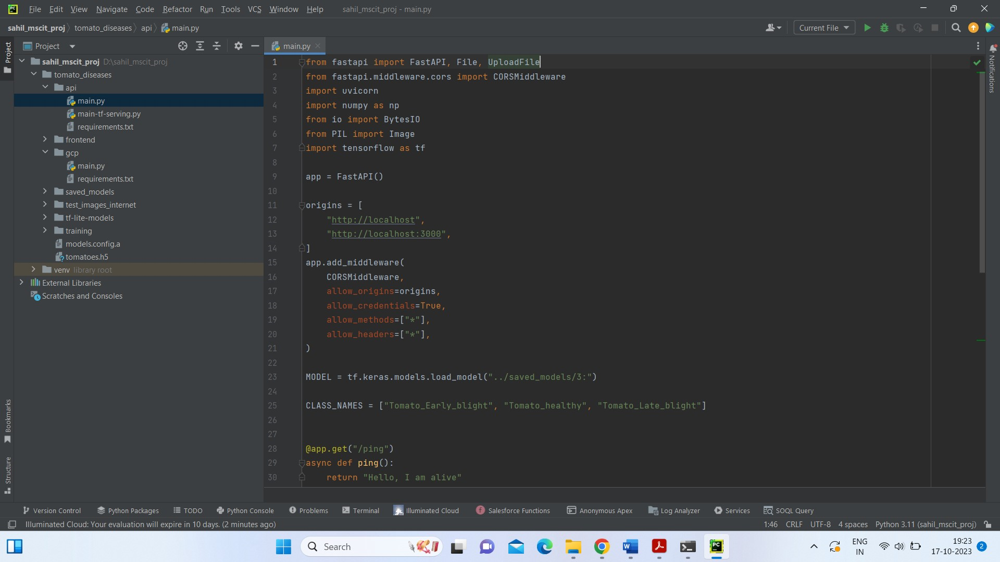 PC File Edit View Navigate Code Refactor Run Tools VCS Window Help sahil_mscit_proj - main.py
sahil_mscit_proj tomato_diseases api main.py Current File
Project
Project
main.py
Notifications
sahil_mscit_proj D:\sahil_mscit_proj
tomato_diseases
api
main.py
main-tf-serving.py
requirements.txt
frontend
gcp
main.py
requirements.txt
saved_models
test_images_internet
tf-lite-models
training
models.config.a
tomatoes.h5
venv library root
External Libraries
Scratches and Consoles
Bookmarks
Structure
1 from fastapi import FastAPI, File, UploadFile
2 from fastapi.middleware.cors import CORSMiddleware
3 import uvicorn
4 import numpy as np
5 from io import BytesIO
6 from PIL import Image
7 import tensorflow as tf
8
9 app = FastAPI()
10
11 origins = [
12 "http://localhost",
13 "http://localhost:3000",
14 ]
15 app.add_middleware(
16 CORSMiddleware,
17 allow_origins=origins,
18 allow_credentials=True,
19 allow_methods=["*"],
20 allow_headers=["*"],
21 )
22
23 MODEL = tf.keras.models.load_model("../saved_models/3:")
24
25 CLASS_NAMES = ["Tomato_Early_blight", "Tomato_healthy", "Tomato_Late_blight"]
26
27
28 @app.get("/ping")
29 async def ping():
30 return "Hello, I am alive"
Version Control Python Packages TODO Python Console Problems Terminal Illuminated Cloud Salesforce Functions Anonymous Apex Log Analyzer Services SOQL Query
Illuminated Cloud: Your evaluation will expire in 10 days. (2 minutes ago) 1:46 CRLF UTF-8 4 spaces Python 3.11 (sahil_mscit_proj)
Search
ENG
IN
19:23
17-10-2023
2